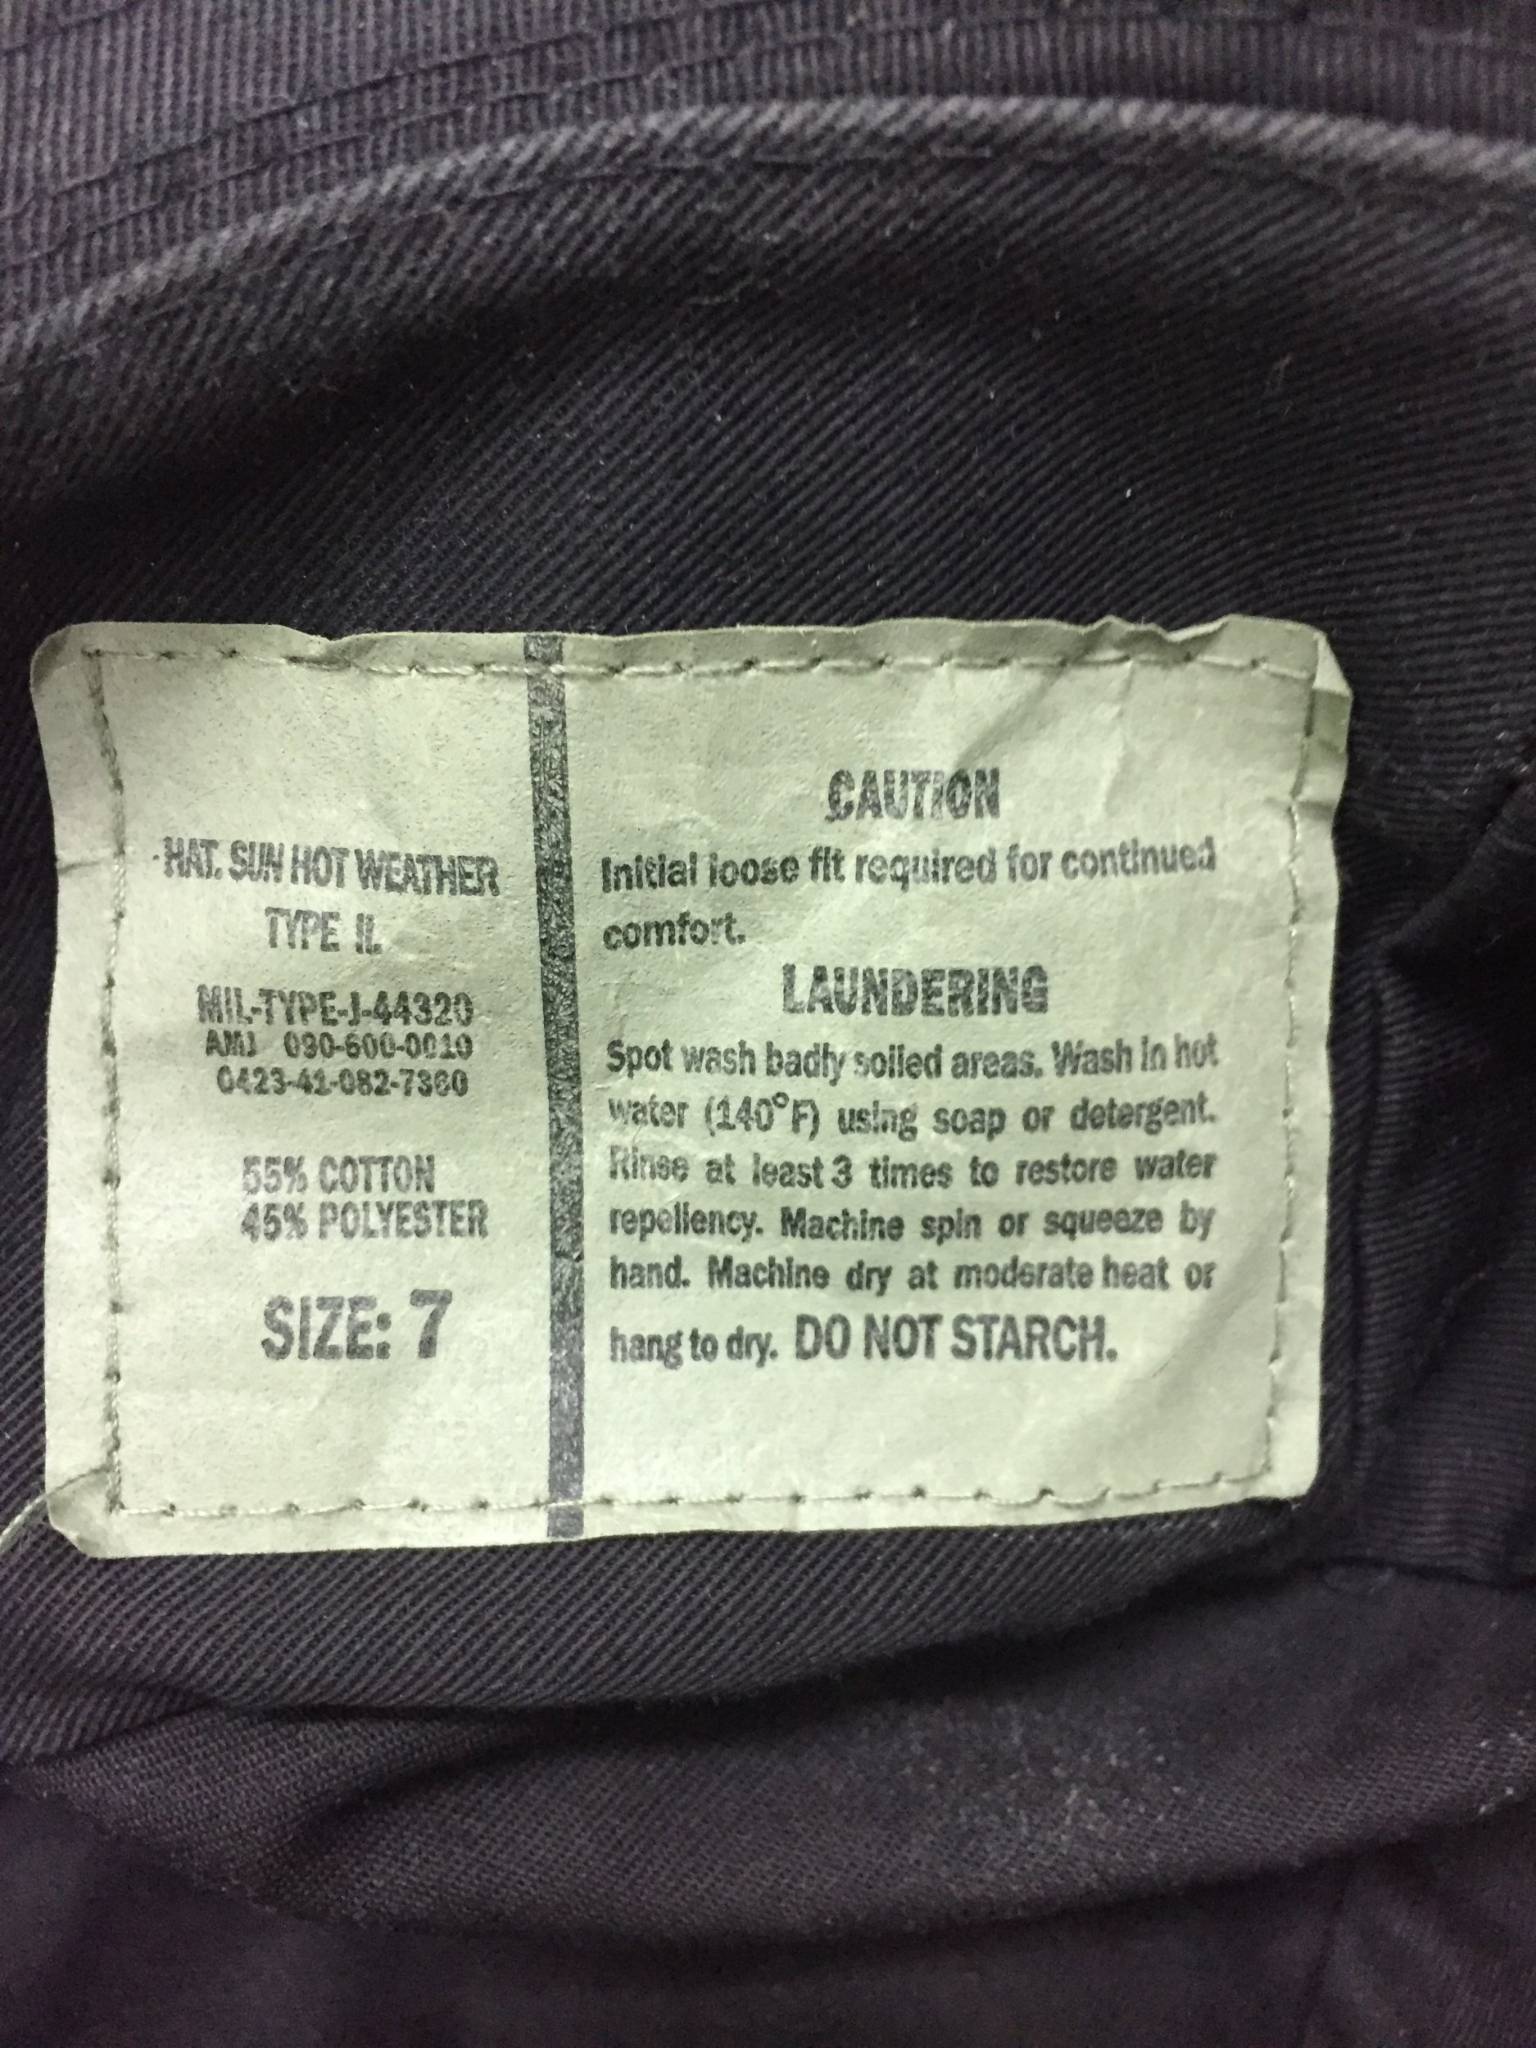 HAT. SUN HOT WEATHER
TYPE II.
MIL-TYPE-J-44320
AMJ 090-600-0010
0423-41-082-7360
55% COTTON
45% POLYESTER
SIZE: 7
CAUTION
Initial loose fit required for continued
comfort.
LAUNDERING
Spot wash badly soiled areas. Wash in hot
water (140°F) using soap or detergent.
Rinse at least 3 times to restore water
repellency. Machine spin or squeeze by
hand. Machine dry at moderate heat or
hang to dry. DO NOT STARCH.